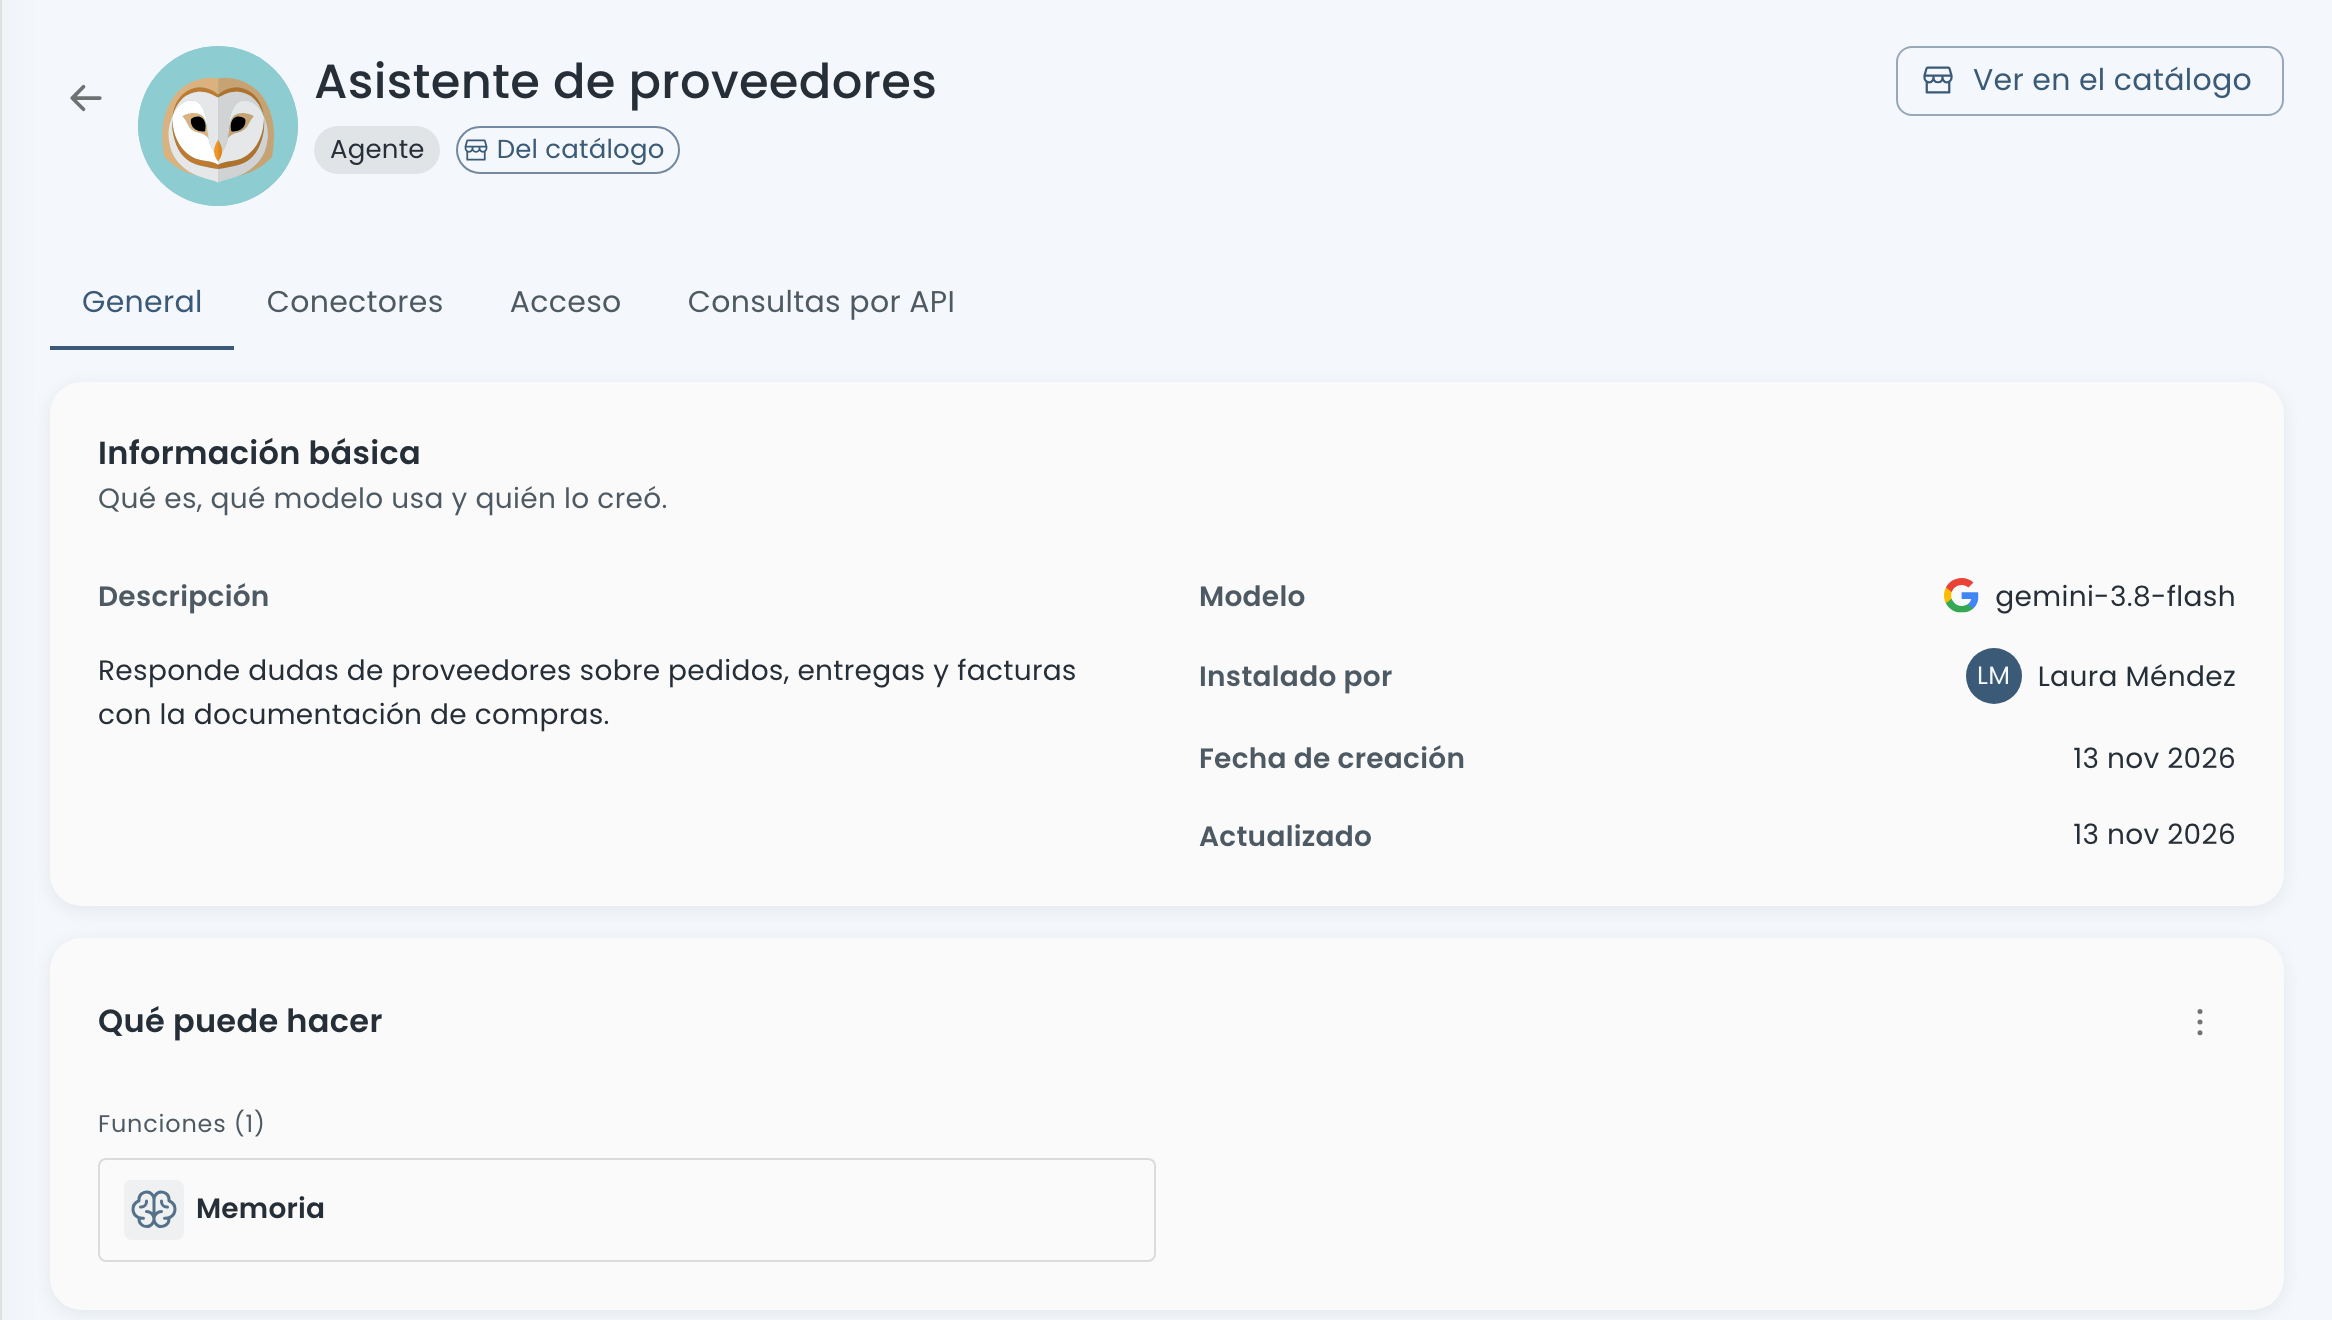 Asistente de proveedores
Ver en el catálogo
Agente
Del catálogo
General
Conectores
Acceso
Consultas por API
Información básica
Qué es, qué modelo usa y quién lo creó.
Descripción
Responde dudas de proveedores sobre pedidos, entregas y facturas
con la documentación de compras.
Modelo
gemini-3.8-flash
Instalado por
LM
Laura Méndez
Fecha de creación
13 nov 2026
Actualizado
13 nov 2026
Qué puede hacer
Funciones (1)
Memoria